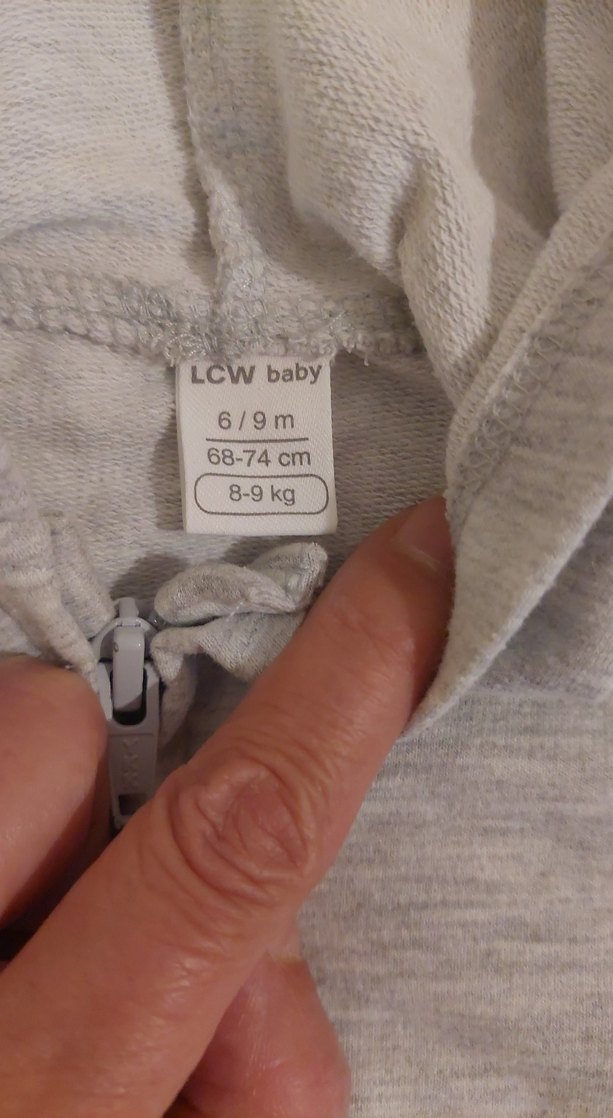 LCW baby
6 / 9 m
68-74 cm
8-9 kg